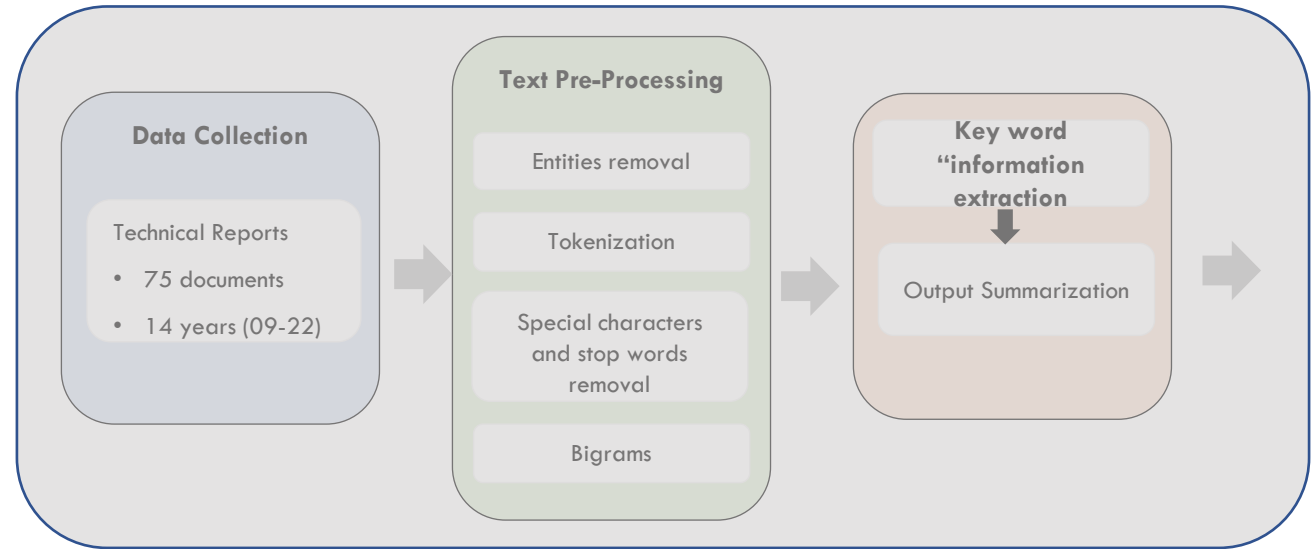 Data Collection
Technical Reports
• 75 documents
• 14 years (09-22)
Text Pre-Processing
Entities removal
Tokenization
Special characters
and stop words
removal
Bigrams
Key word
“information
extraction
Output Summarization